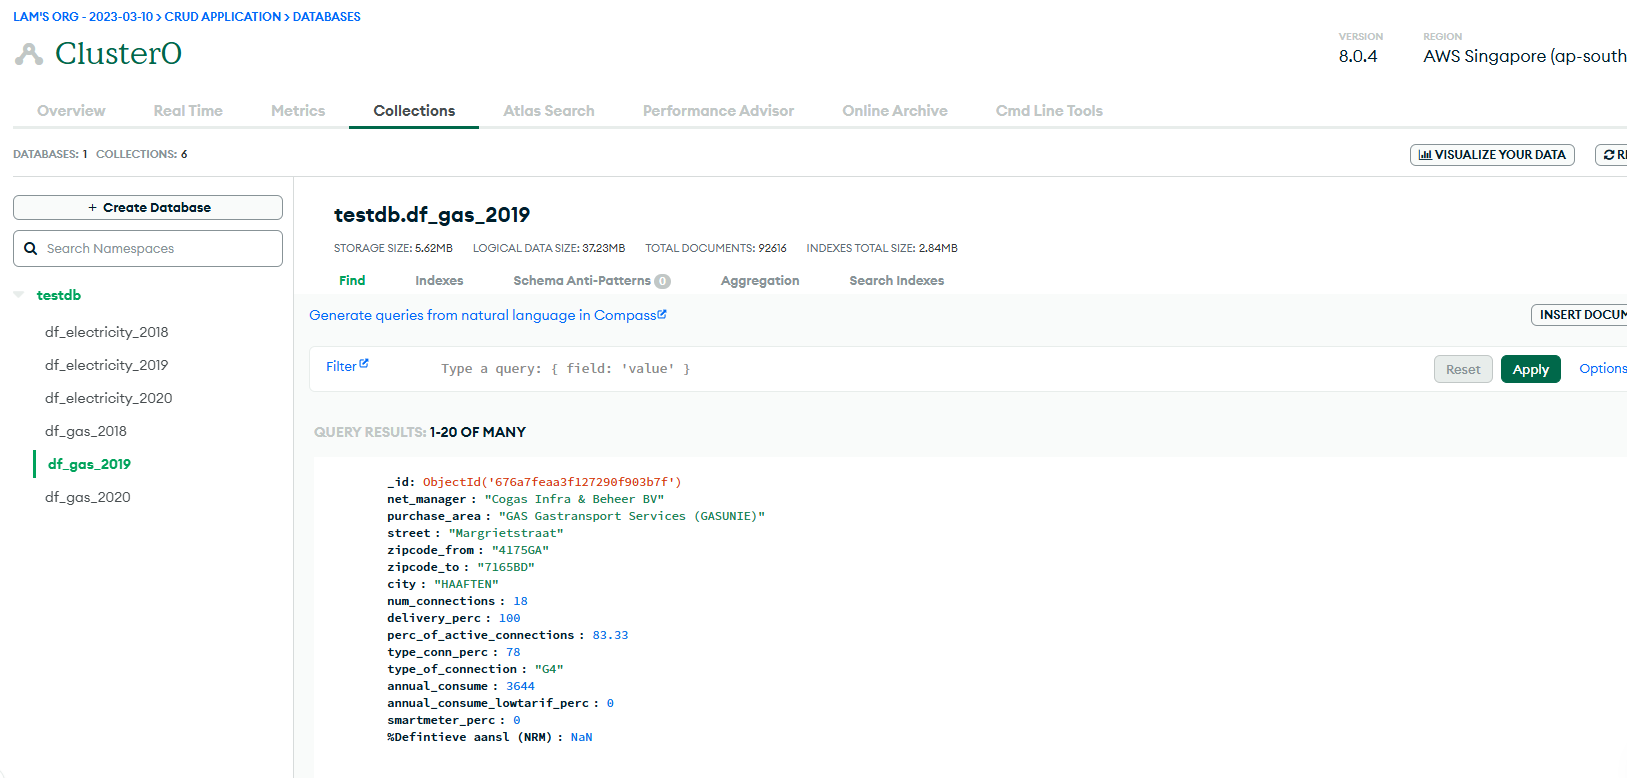 LAM'S ORG - 2023-03-10 > CRUD APPLICATION > DATABASES
Cluster0
VERSION
8.0.4
REGION
AWS Singapore (ap-south
Overview Real Time Metrics Collections Atlas Search Performance Advisor Online Archive Cmd Line Tools
DATABASES: 1 COLLECTIONS: 6
VISUALIZE YOUR DATA
RE
+ Create Database
Search Namespaces
testdb
df_electricity_2018
df_electricity_2019
df_electricity_2020
df_gas_2018
df_gas_2019
df_gas_2020
testdb.df_gas_2019
STORAGE SIZE: 5.62MB LOGICAL DATA SIZE: 37.23MB TOTAL DOCUMENTS: 92616 INDEXES TOTAL SIZE: 2.84MB
Find Indexes Schema Anti-Patterns 0 Aggregation Search Indexes
Generate queries from natural language in Compass
INSERT DOCUM
Filter Type a query: { field: 'value' } Reset Apply Options
QUERY RESULTS: 1-20 OF MANY
_id: ObjectId('676a7feaa3f127290f903b7f')
net_manager : "Cogas Infra & Beheer BV"
purchase_area : "GAS Gastransport Services (GASUNIE)"
street : "Margrietstraat"
zipcode_from : "4175GA"
zipcode_to : "7165BD"
city : "HAAFTEN"
num_connections : 18
delivery_perc : 100
perc_of_active_connections : 83.33
type_conn_perc : 78
type_of_connection : "G4"
annual_consume : 3644
annual_consume_lowtarif_perc : 0
smartmeter_perc : 0
%Defintieve aansl (NRM) : NaN